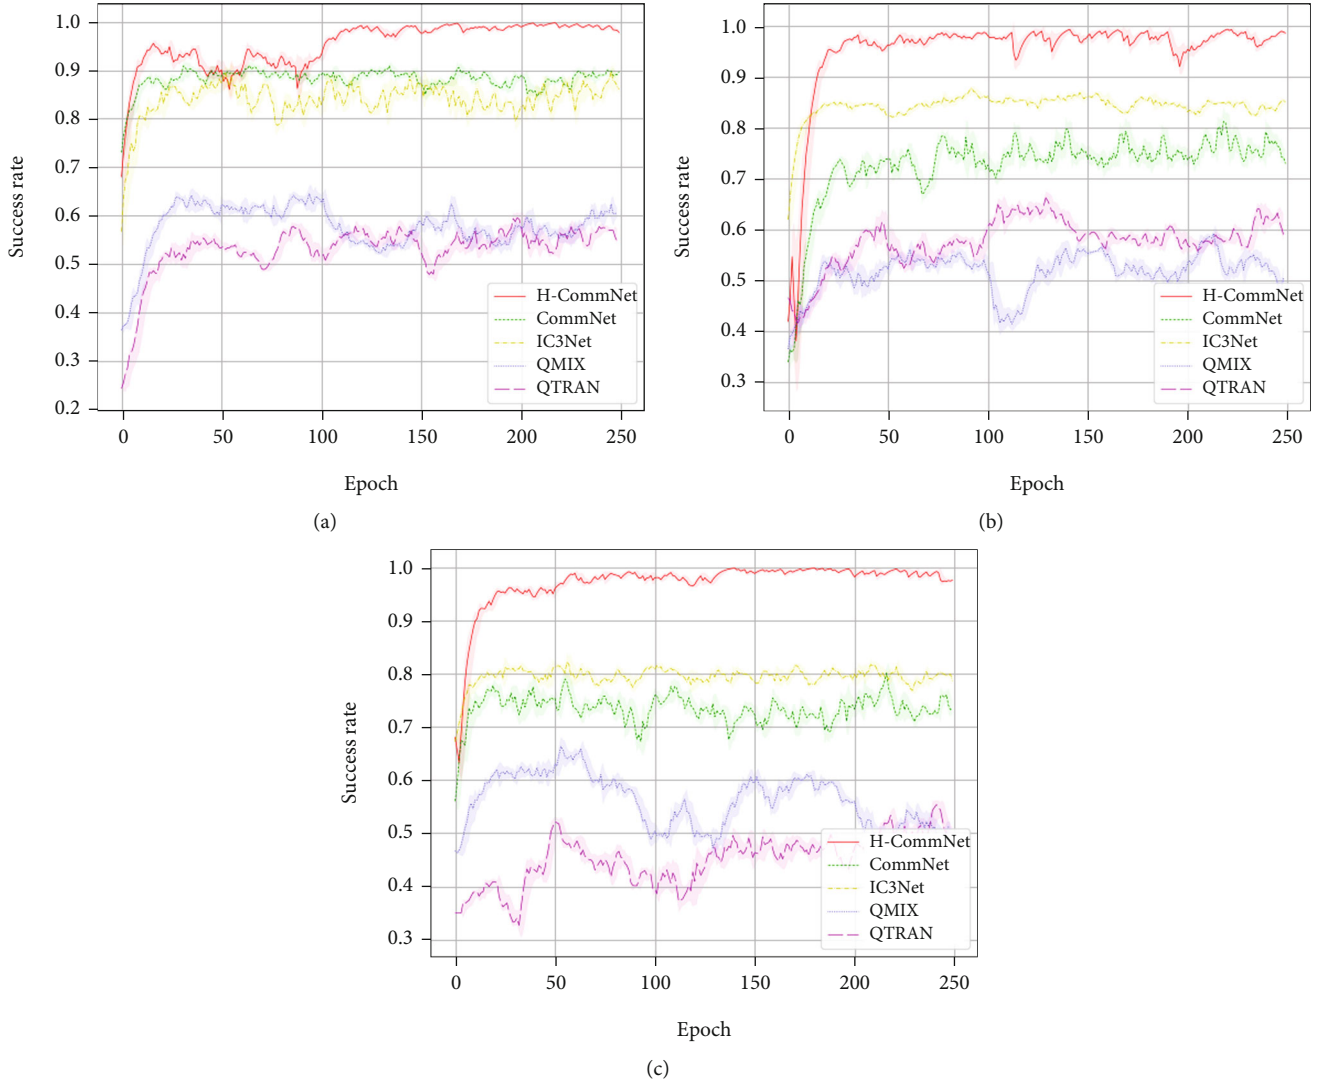 Success rate
1.0
0.9
0.8
0.7
0.6
0.5
0.4
0.3
0.2
0 50 100 150 200 250
Epoch
H-CommNet
CommNet
IC3Net
QMIX
QTRAN
(a)
Success rate
1.0
0.9
0.8
0.7
0.6
0.5
0.4
0.3
0 50 100 150 200 250
Epoch
H-CommNet
CommNet
IC3Net
QMIX
QTRAN
(b)
Success rate
1.0
0.9
0.8
0.7
0.6
0.5
0.4
0.3
0 50 100 150 200 250
Epoch
H-CommNet
CommNet
IC3Net
QMIX
QTRAN
(c)